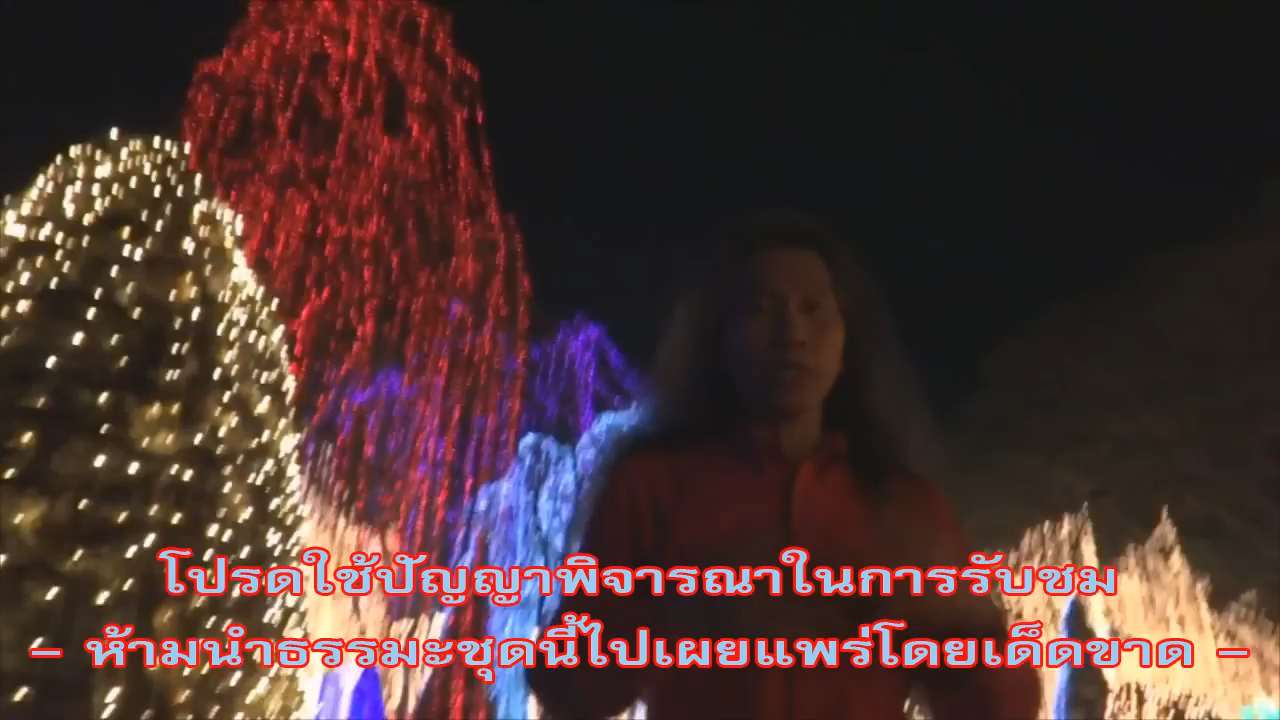 โปรดใช้ปัญญาพิจารณาในการรับชม
- ห้ามนำธรรมะชุดนี้ไปเผยแพร่โดยเด็ดขาด -